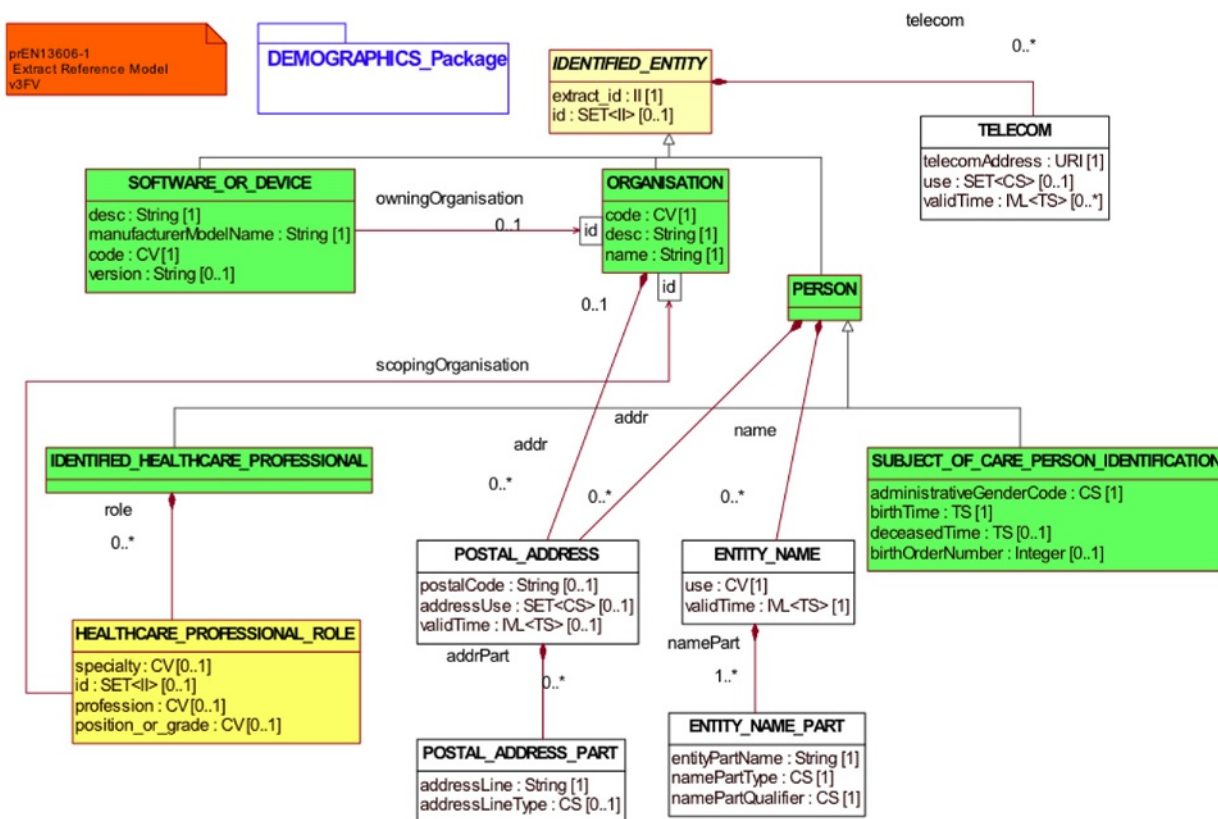 prEN13606-1
Extract Reference Model
v3FV
DEMOGRAPHICS_Package
telecom
0..*
IDENTIFIED_ENTITY
extract_id : II [1]
id : SET<II> [0..1]
TELECOM
telecomAddress : URI [1]
use : SET<CS> [0..1]
validTime : IVL<TS> [0..*]
SOFTWARE_OR_DEVICE
desc : String [1]
manufacturerModelName : String [1]
code : CV[1]
version : String [0..1]
owningOrganisation
0..1
id
ORGANISATION
code : CV[1]
desc : String [1]
name : String [1]
id
0..1
PERSON
scopingOrganisation
addr
addr
name
0..*
0..*
0..*
IDENTIFIED_HEALTHCARE_PROFESSIONAL
role
0..*
SUBJECT_OF_CARE_PERSON_IDENTIFICATION
administrativeGenderCode : CS [1]
birthTime : TS [1]
deceasedTime : TS [0..1]
birthOrderNumber : Integer [0..1]
POSTAL_ADDRESS
postalCode : String [0..1]
addressUse : SET<CS> [0..1]
validTime : IVL<TS> [0..1]
ENTITY_NAME
use : CV[1]
validTime : IVL<TS> [1]
HEALTHCARE_PROFESSIONAL_ROLE
specialty : CV[0..1]
id : SET<II> [0..1]
profession : CV[0..1]
position_or_grade : CV[0..1]
addrPart
0..*
namePart
1..*
POSTAL_ADDRESS_PART
addressLine : String [1]
addressLineType : CS [0..1]
ENTITY_NAME_PART
entityPartName : String [1]
namePartType : CS [1]
namePartQualifier : CS [1]